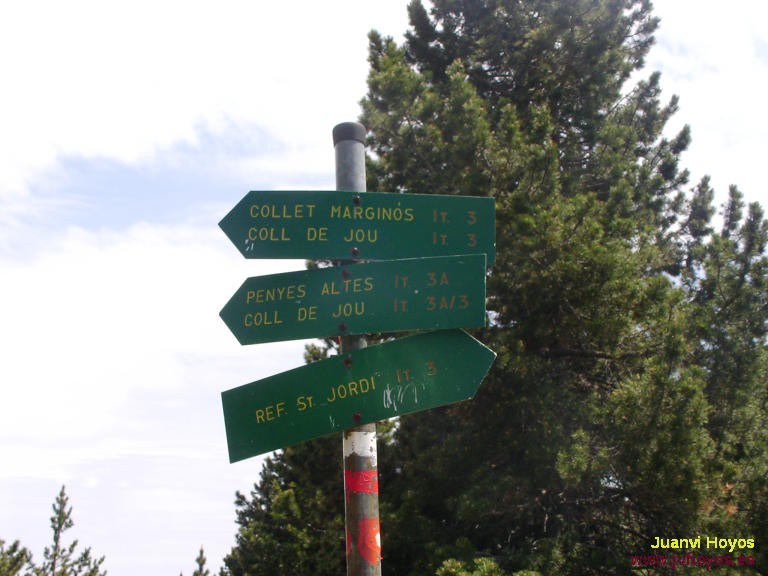 COLLET MARGINÓS IT. 3
COLL DE JOU IT. 3
PENYES ALTES IT. 3A
COLL DE JOU IT. 3A/3
REF. ST. JORDI IT. 3
Juanvi Hoyos